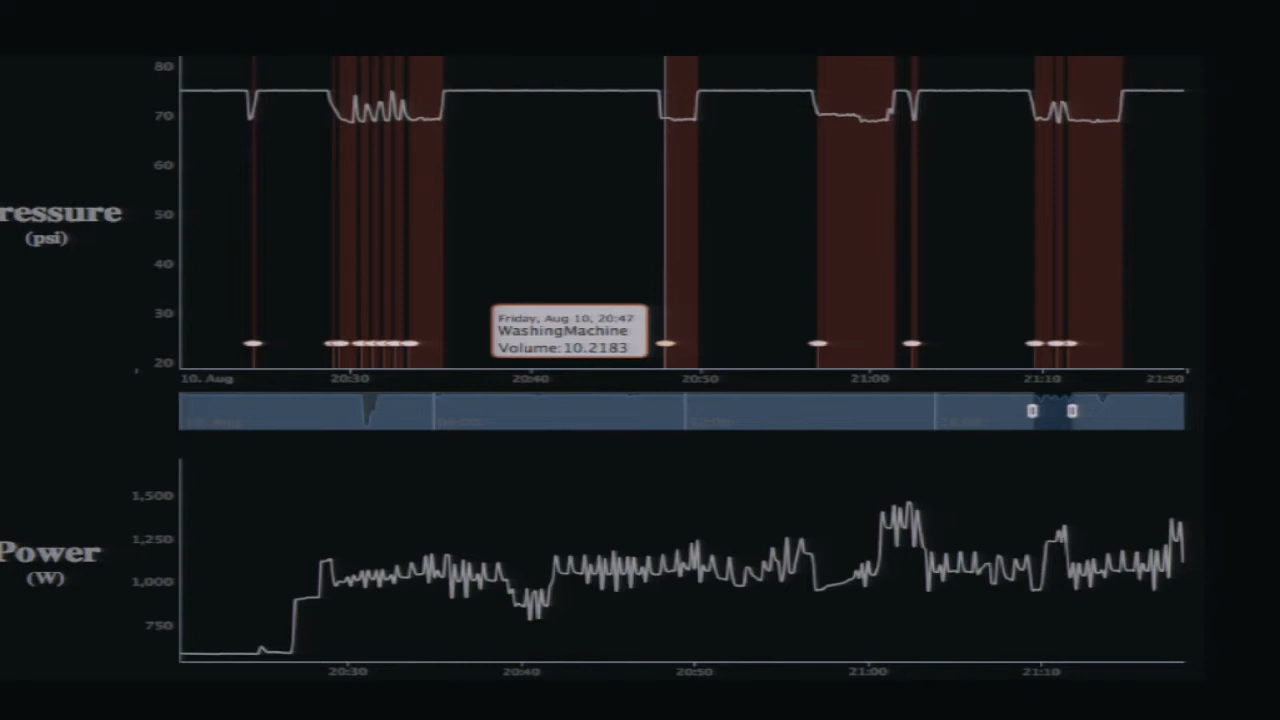 80
70
60
50
40
30
20
ressure
(psi)
Friday, Aug 10, 20:47
WashingMachine
Volume:10.2183
10. Aug
20:30
20:40
20:50
21:00
21:10
21:50
1,500
1,250
1,000
750
Power
(W)
20:30
20:40
20:50
21:00
21:10